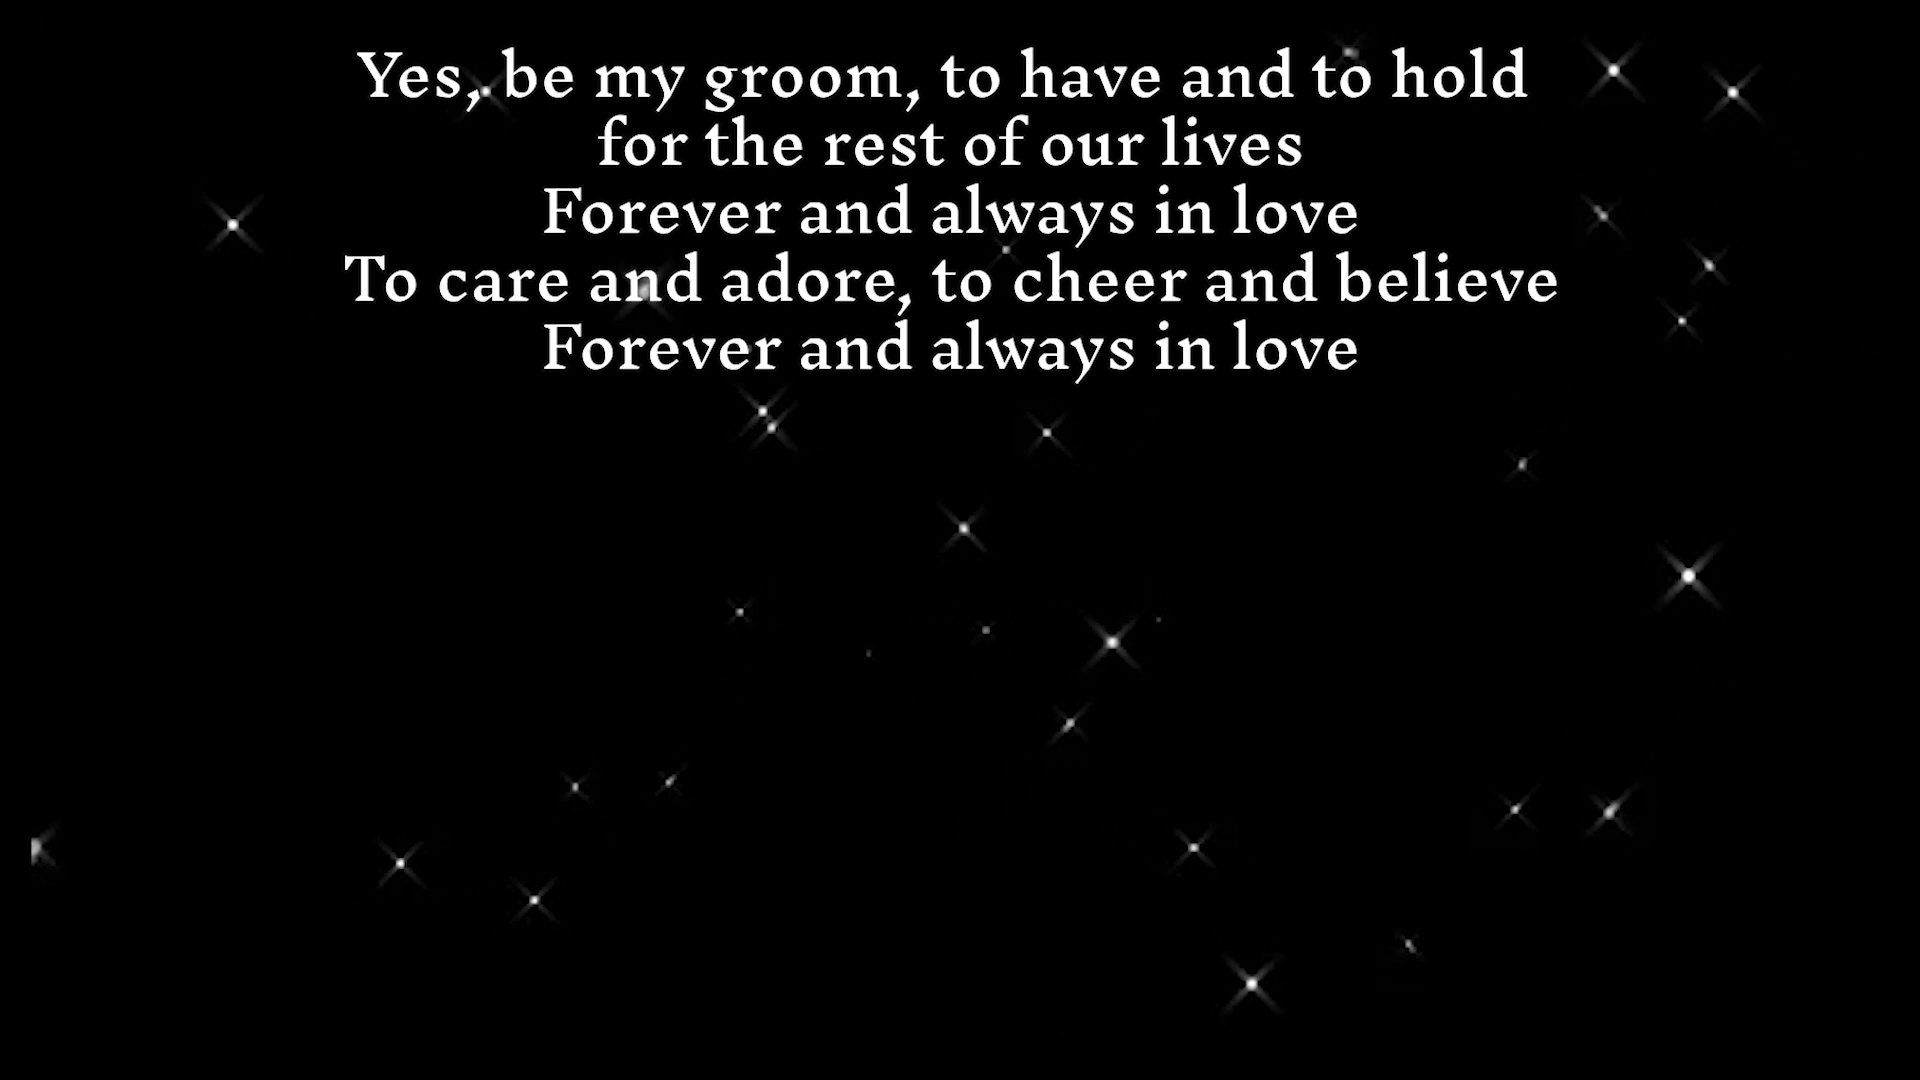 Yes, be my groom, to have and to hold
for the rest of our lives
Forever and always in love
To care and adore, to cheer and believe
Forever and always in love